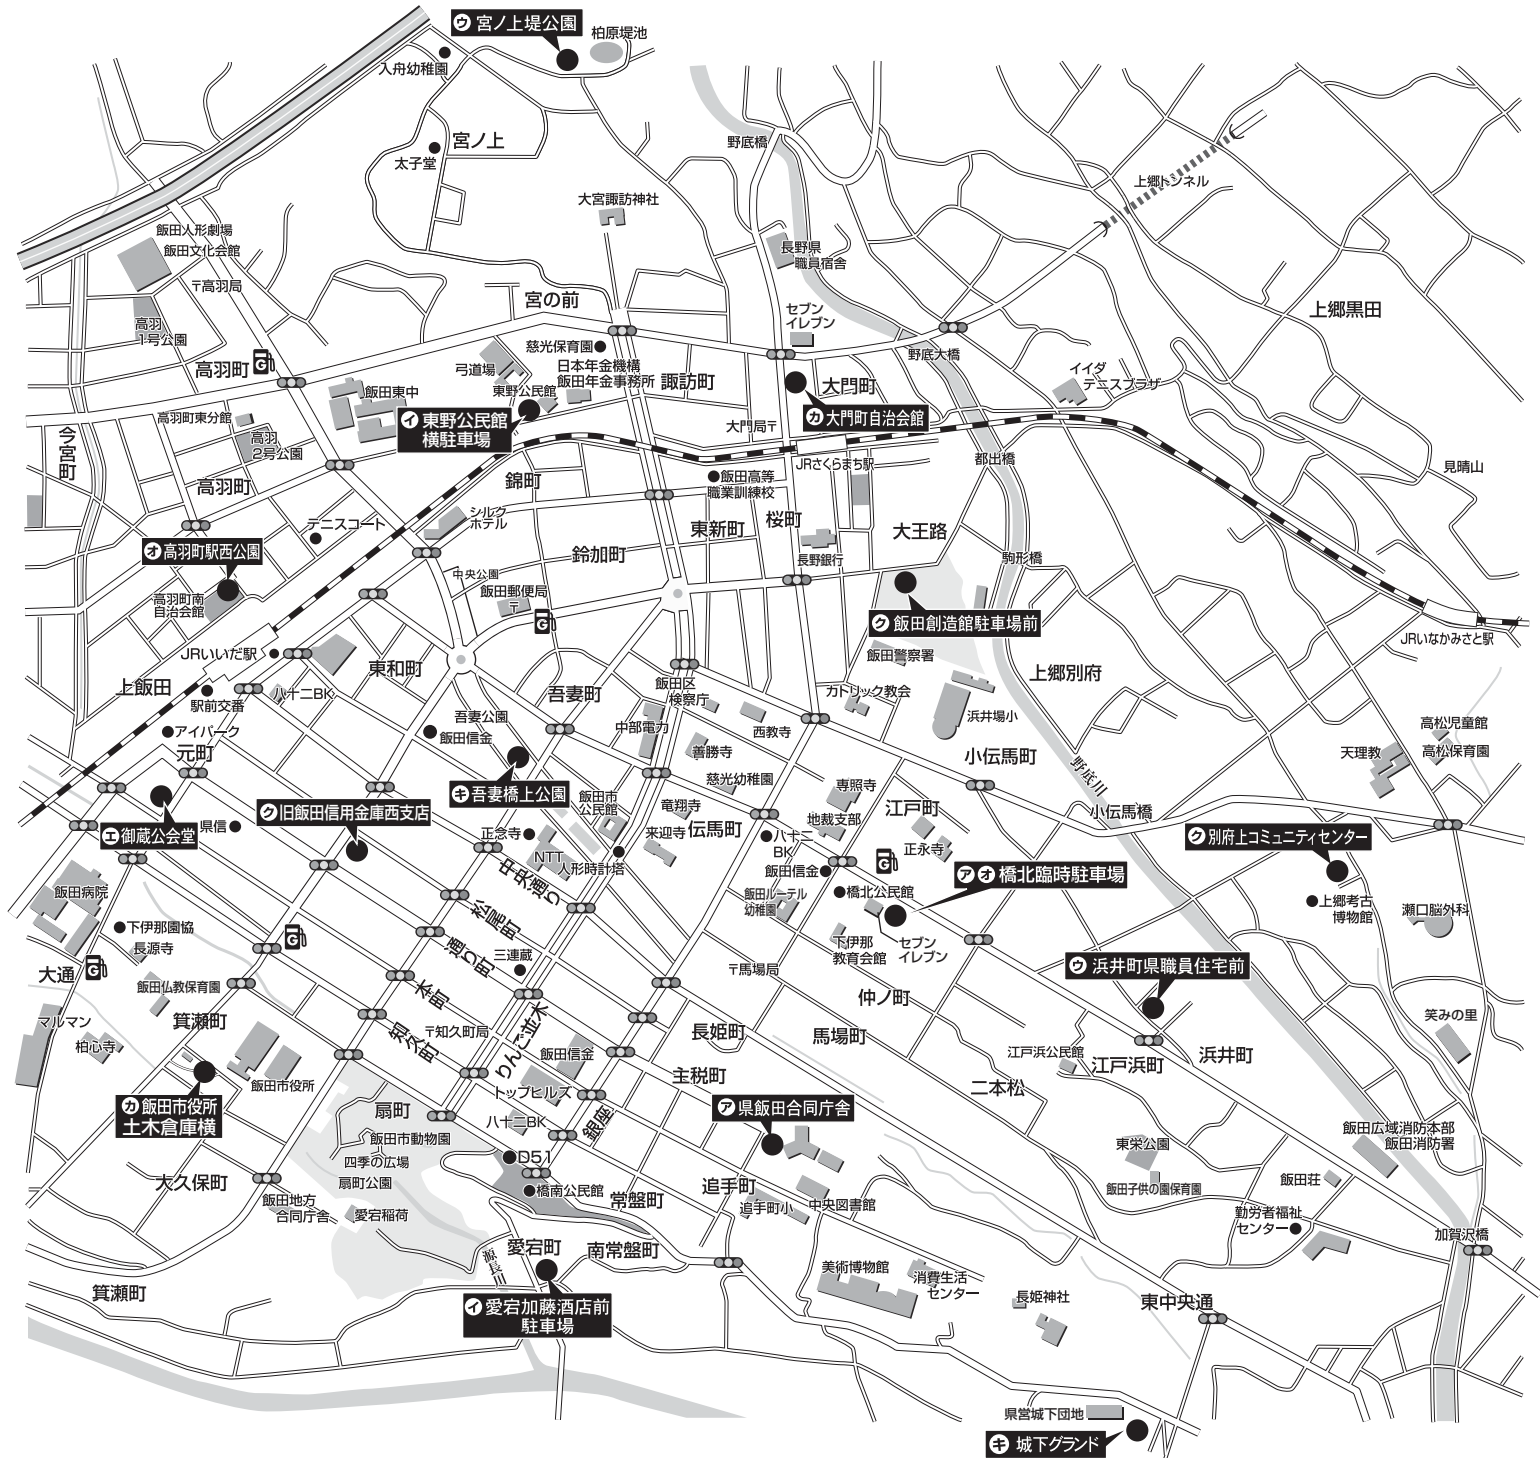 ウ 宮ノ上堤公園
柏原堤池
入舟幼稚園
宮ノ上
太子堂
野底橋
上郷トンネル
大宮諏訪神社
飯田人形劇場
飯田文化会館
長野県
職員宿舎
〒高羽局
宮の前
セブン
イレブン
上郷黒田
高羽
1号公園
慈光保育園
野底大橋
高羽町
弓道場
日本年金機構
飯田年金事務所
諏訪町
大門町
イイダ
テニスプラザ
飯田東中
東野公民館
高羽町東分館
イ 東野公民館
横駐車場
大門局〒
カ 大門町自治会館
今宮町
高羽
2号公園
JRさくらまち駅
都出橋
見晴山
高羽町
錦町
飯田高等
職業訓練校
テニスコート
シルク
ホテル
東新町
桜町
大王路
オ 高羽町駅西公園
鈴加町
長野銀行
駒形橋
中央公園
飯田郵便局
〒
高羽町南
自治会館
ク 飯田創造館駐車場前
JRいなかみさと駅
JRいいだ駅
飯田警察署
東和町
上郷別府
上飯田
駅前交番
八十二BK
吾妻町
飯田区
検察庁
カトリック教会
浜井場小
アイパーク
吾妻公園
飯田信金
中部電力
西教寺
高松児童館
高松保育園
天理教
元町
善勝寺
小伝馬町
野底川
キ 吾妻橋上公園
慈光幼稚園
専照寺
ク 旧飯田信用金庫西支店
飯田市
公民館
竜翔寺
江戸町
小伝馬橋
エ 御蔵公会堂
県信
正念寺
来迎寺
伝馬町
地裁支部
八十二
BK
正永寺
ク 別府上コミュニティセンター
NTT
人形時計塔
中央通り
飯田信金
ア オ 橋北臨時駐車場
飯田病院
飯田ルーテル
幼稚園
橋北公民館
上郷考古
博物館
瀬口脳外科
松尾町
下伊那園協
長源寺
通り町
三連蔵
下伊那
教育会館
セブン
イレブン
大通
〒馬場局
ウ 浜井町県職員住宅前
飯田仏教保育園
本町
仲ノ町
箕瀬町
マルマン
知久町
〒知久町局
りんご並木
長姫町
馬場町
笑みの里
柏心寺
飯田信金
江戸浜公民館
江戸浜町
浜井町
飯田市役所
トップヒルズ
主税町
二本松
カ 飯田市役所
土木倉庫横
扇町
八十二BK
銀座
ア 県飯田合同庁舎
飯田市動物園
飯田広域消防本部
飯田消防署
東栄公園
四季の広場
D51
扇町公園
大久保町
橋南公民館
追手町
飯田子供の園保育園
飯田荘
常盤町
飯田地方
合同庁舎
愛宕稲荷
追手町小
中央図書館
勤労者福祉
センター
加賀沢橋
源長川
愛宕町
南常盤町
美術博物館
消費生活
センター
箕瀬町
イ 愛宕加藤酒店前
駐車場
長姫神社
東中央通
県営城下団地
キ 城下グランド